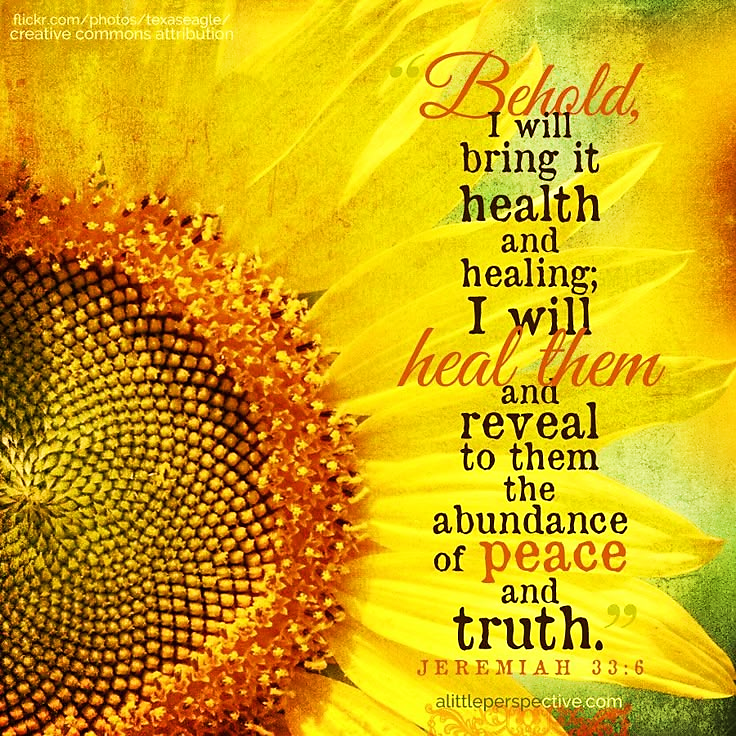 flickr.com/photos/texaseagle/
creative commons attribution
“Behold,
I will
bring it
health
and
healing;
I will
heal them
and
reveal
to them
the
abundance
of peace
and
truth.”
JEREMIAH 33:6
alittleperspective.com